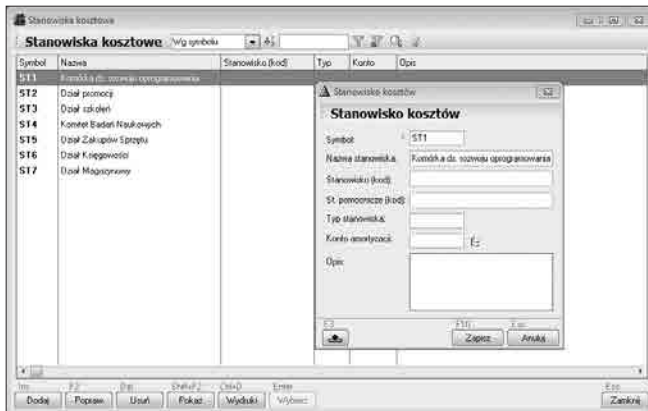 Stanowiska kosztowe
Stanowiska kosztowe Wg symbolu
Symbol Nazwa Stanowisko (kod) Typ Konto Opis
ST1 Komórka ds. rozwoju oprogramowania
ST2 Dział promocji
ST3 Dział szkoleń
ST4 Komitet Badań Naukowych
ST5 Dział Zakupów Sprzętu
ST6 Dział Księgowości
ST7 Dział Magazynowy
Stanowisko kosztów
Stanowisko kosztów
Symbol: ST1
Nazwa stanowiska: Komórka ds. rozwoju oprogramowania
Stanowisko (kod):
St. pomocnicze (kod):
Typ stanowiska:
Konto amortyzacji:
Opis:
F3 F10 Esc
Zapisz Anuluj
Ins F2 Del Shift+F2 Ctrl+D Enter Esc
Dodaj Popraw Usuń Pokaż Wydruki Wybierz Zamknij